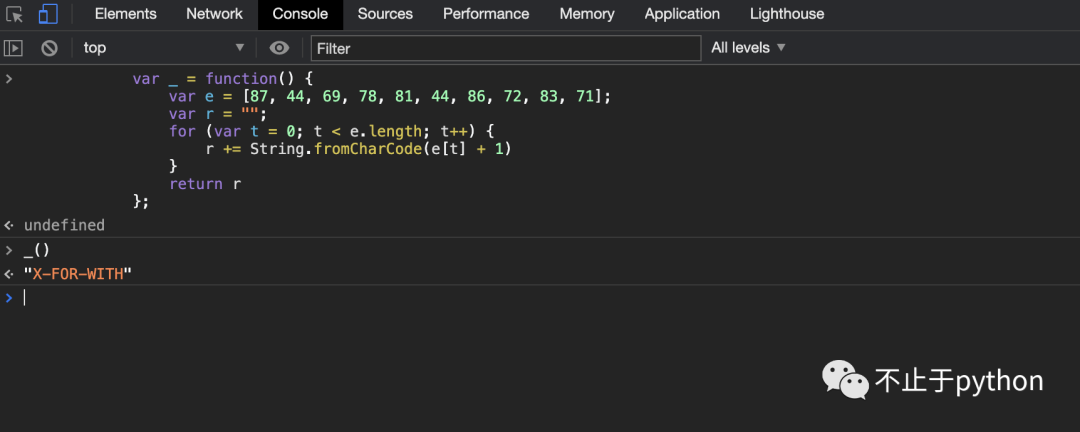 Elements Network Console Sources Performance Memory Application Lighthouse
top Filter All levels
var _ = function() {
var e = [87, 44, 69, 78, 81, 44, 86, 72, 83, 71];
var r = "";
for (var t = 0; t < e.length; t++) {
r += String.fromCharCode(e[t] + 1)
}
return r
};
undefined
_()
"X-FOR-WITH"
不止于python